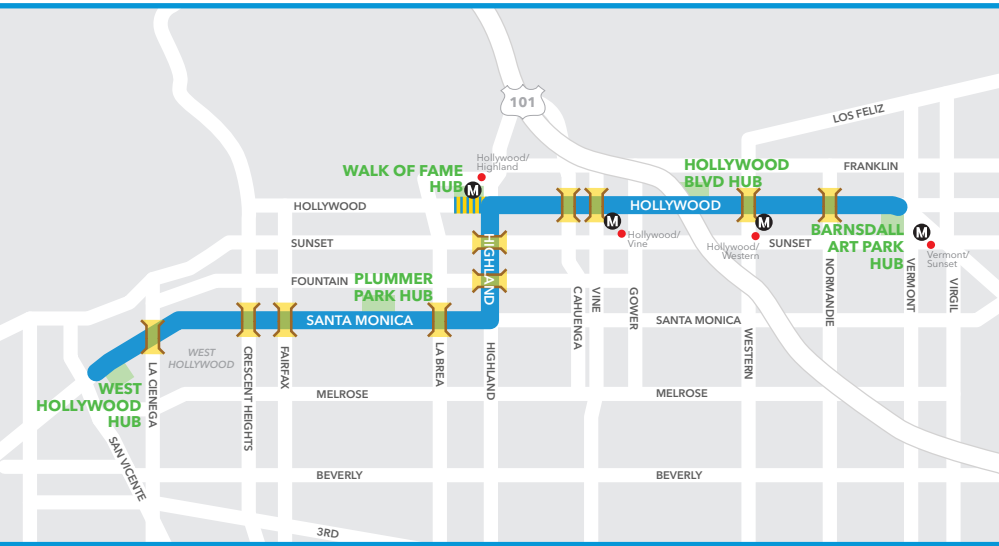 101
LOS FELIZ
Hollywood/
Highland
WALK OF FAME
HUB
M
HOLLYWOOD
BLVD HUB
FRANKLIN
HOLLYWOOD
HOLLYWOOD
M
Hollywood/
Vine
M
Hollywood/
Western
SUNSET
SUNSET
BARNSDALL
ART PARK
HUB
M
Vermont/
Sunset
HIGHLAND
FOUNTAIN
PLUMMER
PARK HUB
SANTA MONICA
SANTA MONICA
CAHUENGA
VINE
GOWER
WESTERN
NORMANDIE
VERMONT
VIRGIL
WEST
HOLLYWOOD
LA CIENEGA
CRESCENT HEIGHTS
FAIRFAX
LA BREA
HIGHLAND
WEST
HOLLYWOOD
HUB
MELROSE
MELROSE
SAN VICENTE
BEVERLY
BEVERLY
3RD